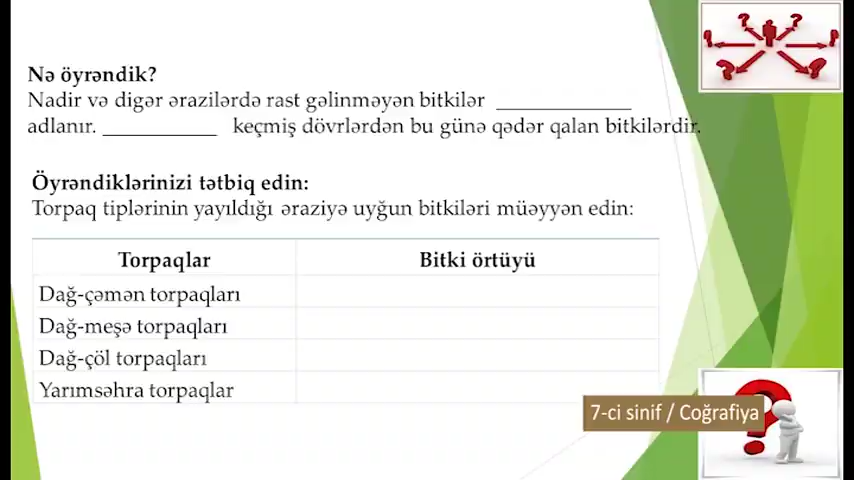 Nə öyrəndik?
Nadir və digər ərazilərdə rast gəlinməyən bitkilər ______________
adlanır. ____________ keçmiş dövrlərdən bu günə qədər qalan bitkilərdir.
Öyrəndiklərinizi tətbiq edin:
Torpaq tiplərinin yayıldığı əraziyə uyğun bitkiləri müəyyən edin:
Torpaqlar Bitki örtüyü
Dağ-çəmən torpaqları
Dağ-meşə torpaqları
Dağ-çöl torpaqları
Yarımsəhra torpaqlar
7-ci sinif / Coğrafiya